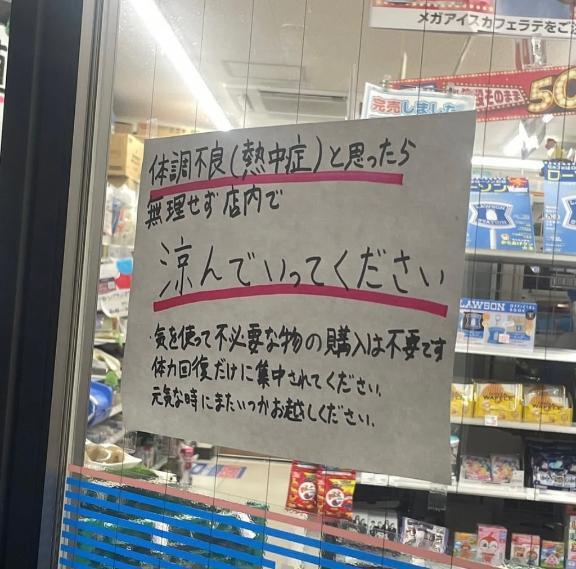 メガアイスカフェラテをご
完売しました
50
体調不良(熱中症)と思ったら
無理せず店内で
涼んでいってください
・気を使って不必要な物の購入は不要です
体力回復だけに集中されてください。
元気な時にまたいつかお越しください。
LAWSON
LAWSON